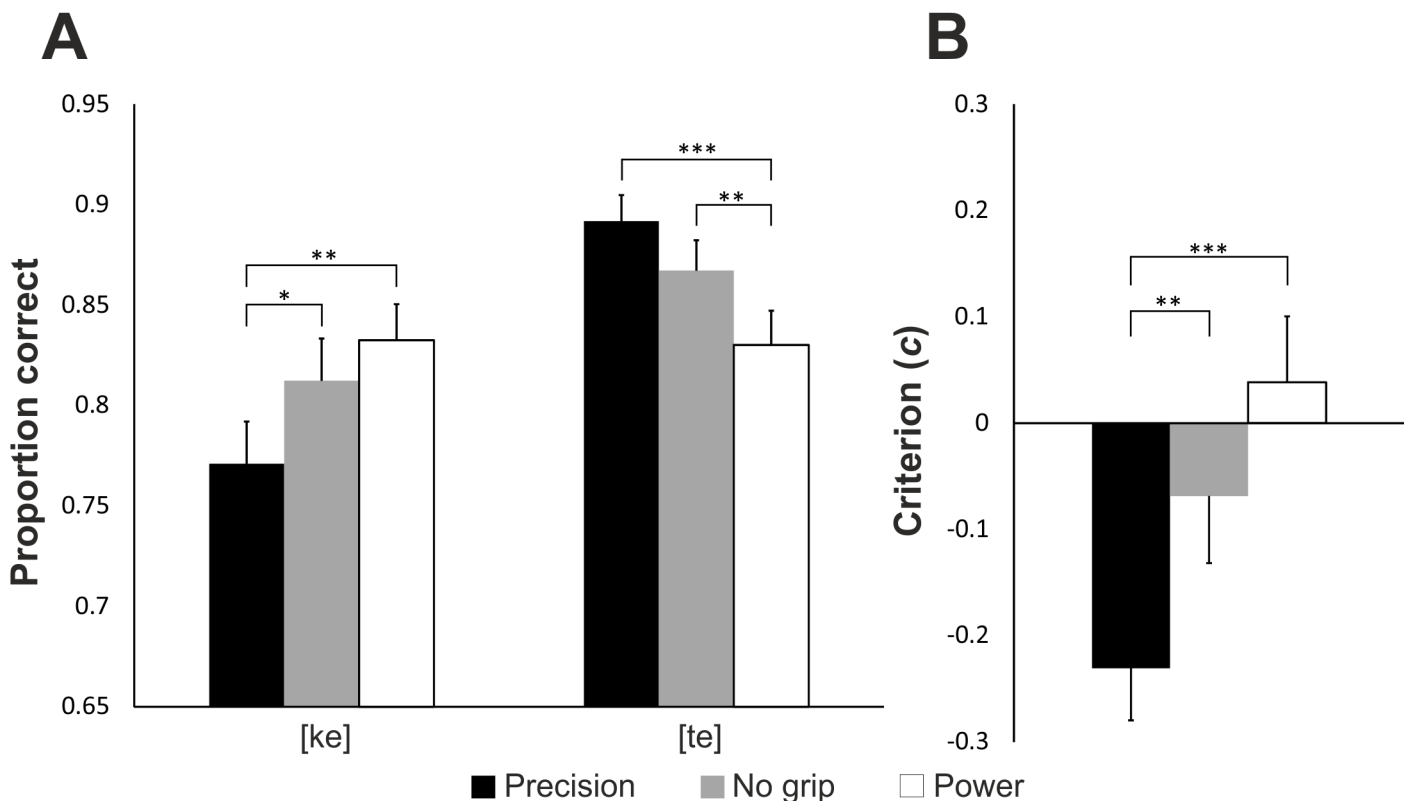 A
B
Proportion correct
0.95
0.9
0.85
0.8
0.75
0.7
0.65
**
*
***
**
[ke]
[te]
Criterion (c)
0.3
0.2
0.1
0
-0.1
-0.2
-0.3
***
**
Precision
No grip
Power